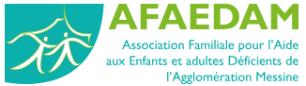 AFAEDAM
Association Familiale pour l'Aide
aux Enfants et adultes Déficients de
l'Agglomération Messine